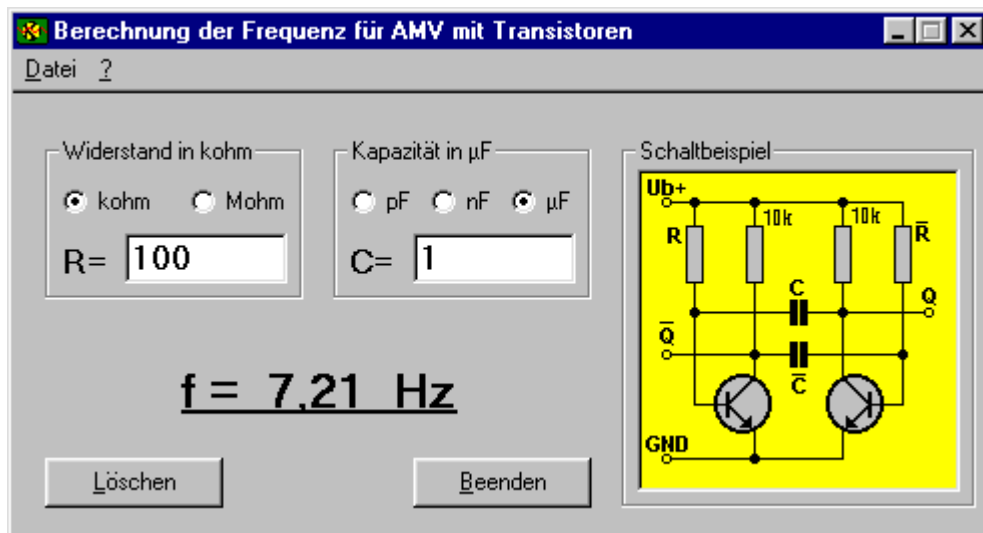 Berechnung der Frequenz für AMV mit Transistoren
Datei ?
Widerstand in kohm
kohm Mohm
R= 100
Kapazität in µF
pF nF µF
C= 1
f = 7,21 Hz
Löschen
Beenden
Schaltbeispiel
Ub+
10k 10k
R R̅
C
Q
Q̅
C̅
GND